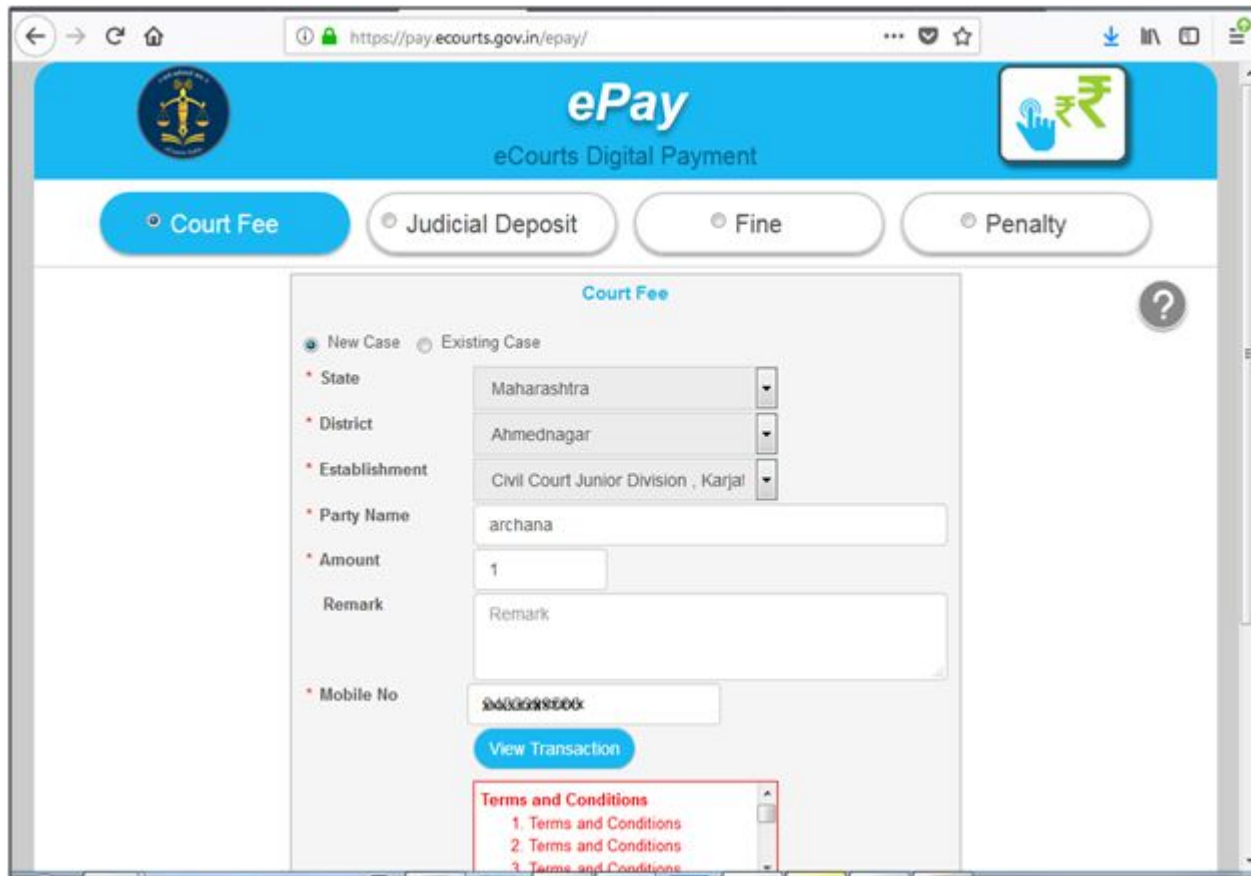 https://pay.ecourts.gov.in/epay/
ePay
eCourts Digital Payment
Court Fee
Judicial Deposit
Fine
Penalty
Court Fee
New Case Existing Case
* State Maharashtra
* District Ahmednagar
* Establishment Civil Court Junior Division , Karjat
* Party Name archana
* Amount 1
Remark Remark
* Mobile No
View Transaction
Terms and Conditions
1. Terms and Conditions
2. Terms and Conditions
3. Terms and Conditions